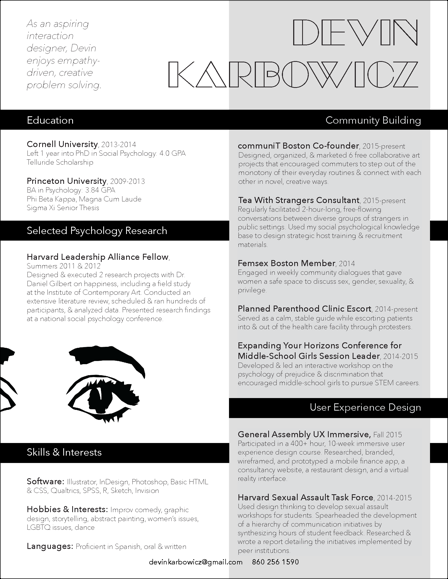 As an aspiring
interaction
designer, Devin
enjoys empathy-
driven, creative
problem solving.
DEVIN
KARBOWICZ
Education
Cornell University, 2013-2014
Left 1 year into PhD in Social Psychology. 4.0 GPA
Telluride Scholarship
Princeton University, 2009-2013
BA in Psychology. 3.84 GPA
Phi Beta Kappa, Magna Cum Laude
Sigma Xi Senior Thesis
Selected Psychology Research
Harvard Leadership Alliance Fellow,
Summers 2011 & 2012
Designed & executed 2 research projects with Dr
Daniel Gilbert on happiness, including a field study
at the Institute of Contemporary Art. Conducted an
extensive literature review, scheduled & ran hundreds of
participants, & analyzed data. Presented research findings
at a national social psychology conference
Skills & Interests
Software: Illustrator, InDesign, Photoshop, Basic HTML
& CSS, Qualtrics, SPSS, R, Sketch, Invision
Hobbies & Interests: Improv comedy, graphic
design, storytelling, abstract painting, women's issues,
LGBTQ issues, dance
Languages: Proficient in Spanish, oral & written
Community Building
communiT Boston Co-founder, 2015-present
Designed, organized, & marketed 6 free collaborative art
projects that encouraged commuters to step out of the
monotony of their everyday routines & connect with each
other in novel, creative ways.
Tea With Strangers Consultant, 2015-present
Regularly facilitated 2-hour-long, free-flowing
conversations between diverse groups of strangers in
public settings. Used my social psychological knowledge
base to design strategic host training & recruitment
materials.
Femsex Boston Member, 2014
Engaged in weekly community dialogues that gave
women a safe space to discuss sex, gender, sexuality, &
privilege.
Planned Parenthood Clinic Escort, 2014-present
Served as a calm, stable guide while escorting patients
into & out of the health care facility through protesters.
Expanding Your Horizons Conference for
Middle-School Girls Session Leader, 2014-2015
Developed & led an interactive workshop on the
psychology of prejudice & discrimination that
encouraged middle-school girls to pursue STEM careers.
User Experience Design
General Assembly UX Immersive, Fall 2015
Participated in a 400+ hour, 10-week immersive user
experience design course. Researched, branded,
wireframed, and prototyped a mobile finance app, a
consultancy website, a restaurant design, and a virtual
reality interface
Harvard Sexual Assault Task Force, 2014-2015
Used design thinking to develop sexual assault
workshops for students. Spearheaded the development
of a hierarchy of communication initiatives by
synthesizing hours of student feedback. Researched &
wrote a report detailing the initiatives implemented by
peer institutions.
devinkarbowicz@gmail.com 860 256 1590